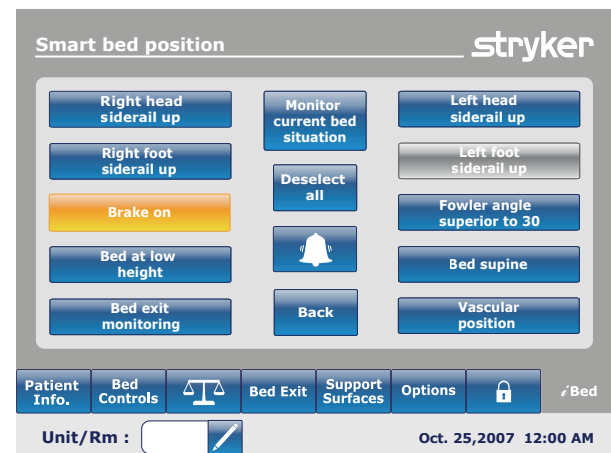 Smart bed position
stryker
Right head
siderail up
Monitor
current bed
situation
Left head
siderail up
Right foot
siderail up
Deselect
all
Left foot
siderail up
Brake on
Fowler angle
superior to 30
Bed at low
height
Bed supine
Bed exit
monitoring
Back
Vascular
position
Patient
Info.
Bed
Controls
Bed Exit
Support
Surfaces
Options
iBed
Unit/Rm :
Oct. 25,2007 12:00 AM